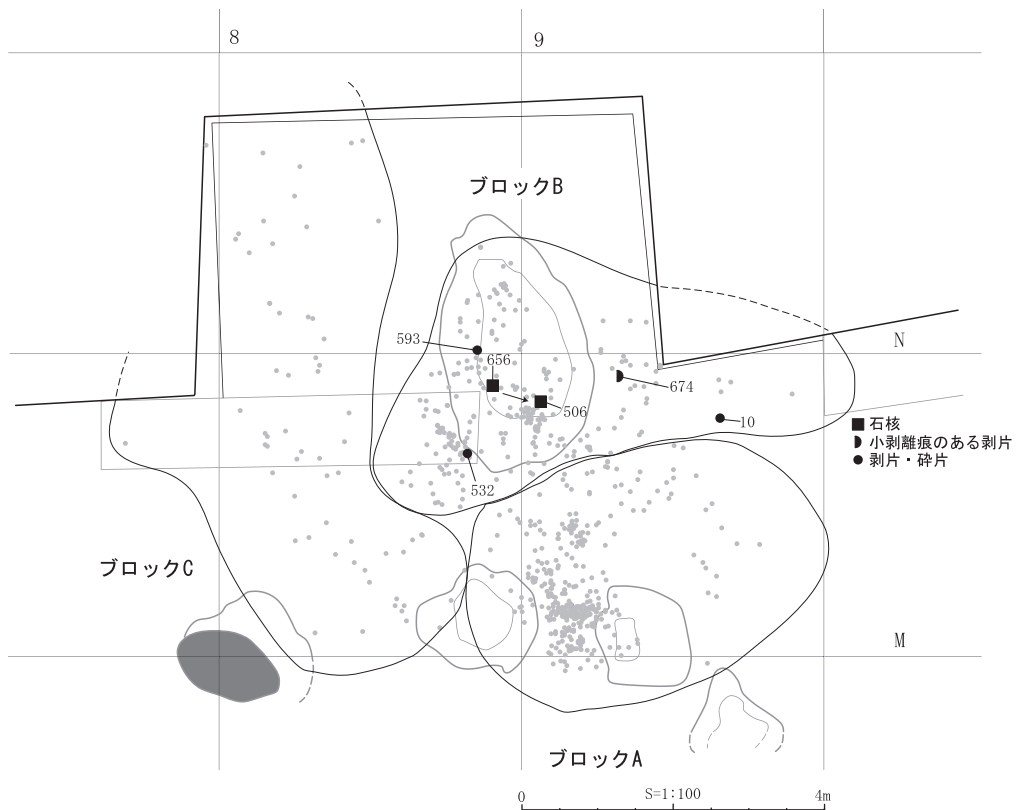 8
9
ブロックB
593
N
656
674
506
10
石核
小剥離痕のある剥片
剥片・砕片
532
ブロックC
M
ブロックA
S=1:100
0
4m